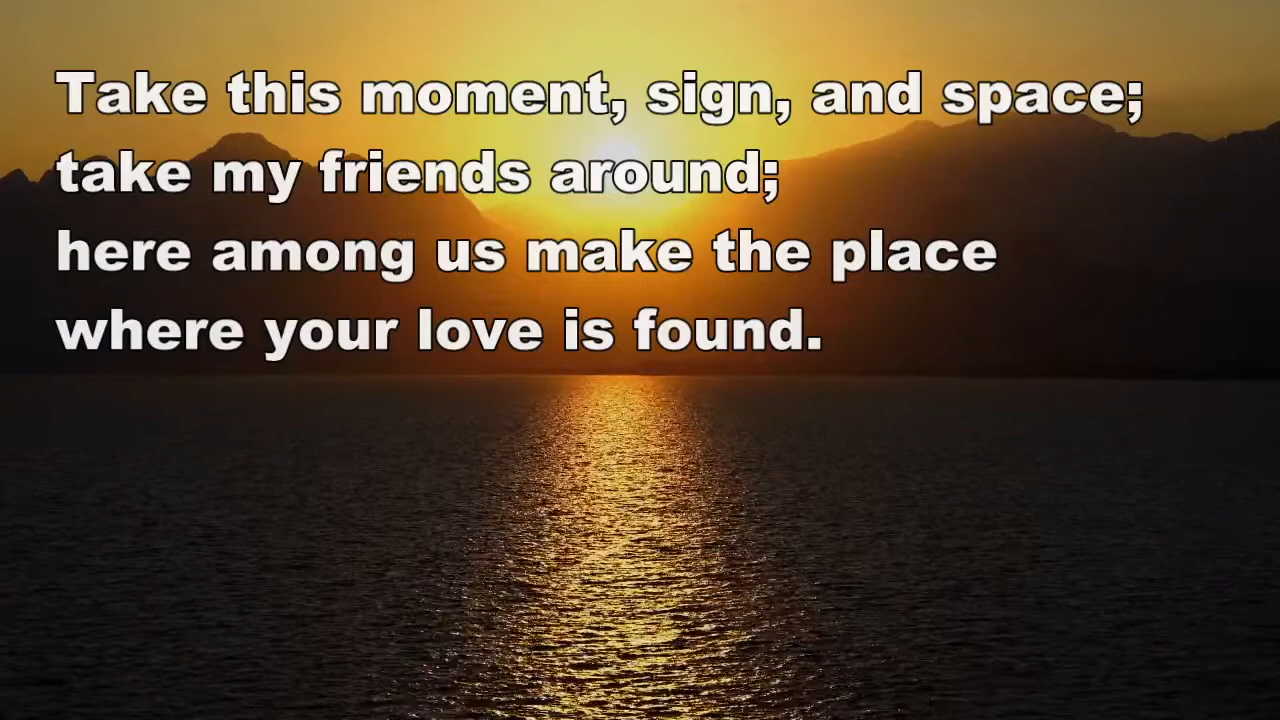 Take this moment, sign, and space;
take my friends around;
here among us make the place
where your love is found.